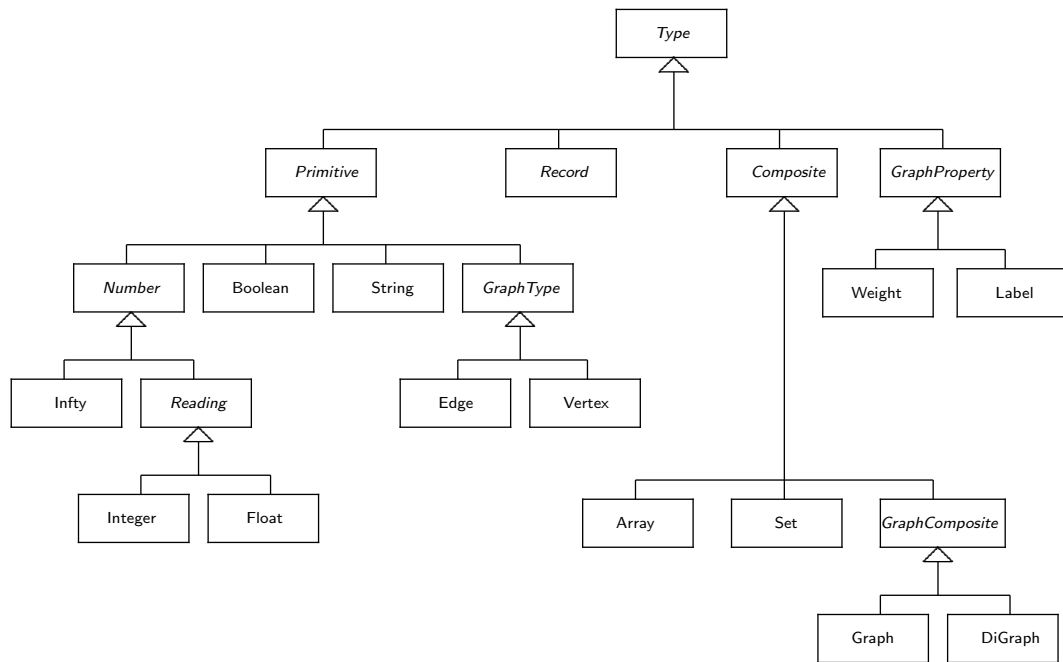 Type
Primitive
Record
Composite
GraphProperty
Number
Boolean
String
GraphType
Weight
Label
Infty
Reading
Edge
Vertex
Integer
Float
Array
Set
GraphComposite
Graph
DiGraph